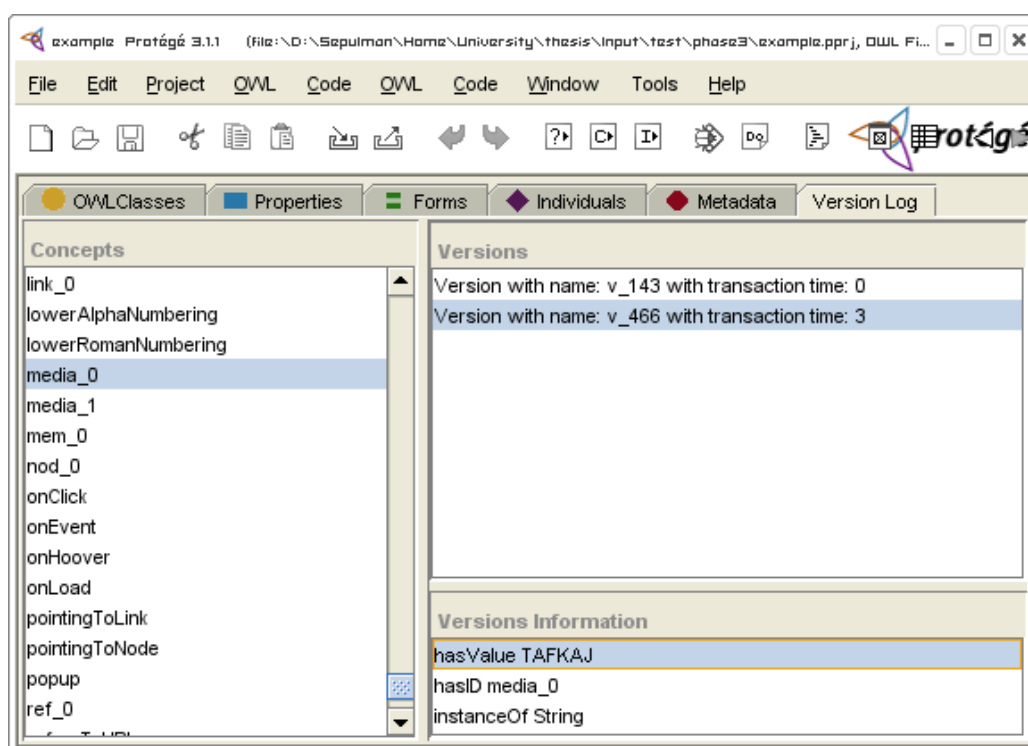 example Protégé 3.1.1 (file:\D:\Sepulman\Home\University\thesis\Input\test\phase3\example.pprj, OWL Fi...
File Edit Project OWL Code OWL Code Window Tools Help
protégé
OWLClasses Properties Forms Individuals Metadata Version Log
Concepts
link_0
lowerAlphaNumbering
lowerRomanNumbering
media_0
media_1
mem_0
nod_0
onClick
onEvent
onHoover
onLoad
pointingToLink
pointingToNode
popup
ref_0
Versions
Version with name: v_143 with transaction time: 0
Version with name: v_466 with transaction time: 3
Versions Information
hasValue TAFKAJ
hasID media_0
instanceOf String